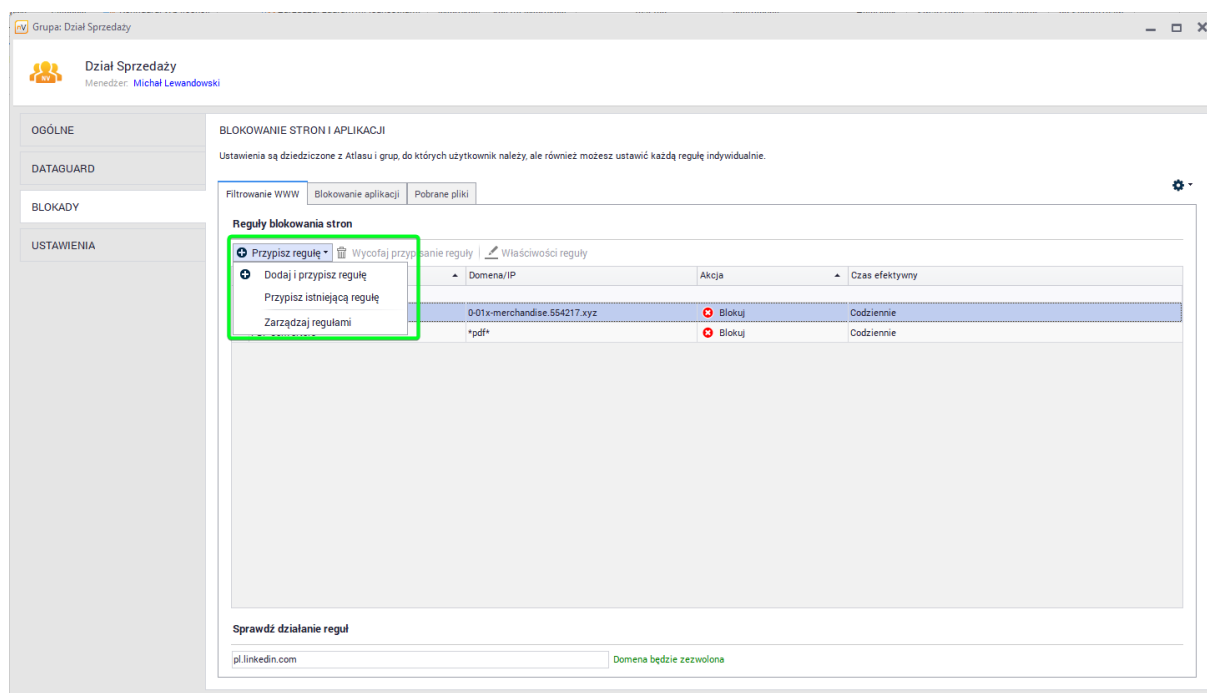 nV Grupa: Dział Sprzedaży
Dział Sprzedaży
NV
Menedżer: Michał Lewandowski
OGÓLNE
DATAGUARD
BLOKADY
USTAWIENIA
BLOKOWANIE STRON I APLIKACJI
Ustawienia są dziedziczone z Atlasu i grup, do których użytkownik należy, ale również możesz ustawić każdą regułę indywidualnie.
Filtrowanie WWW Blokowanie aplikacji Pobrane pliki
Reguły blokowania stron
Przypisz regułę Wycofaj przypisanie reguły Właściwości reguły
Dodaj i przypisz regułę
Przypisz istniejącą regułę
Zarządzaj regułami
Domena/IP Akcja Czas efektywny
0-01x-merchandise.554217.xyz Blokuj Codziennie
*pdf* Blokuj Codziennie
Sprawdź działanie reguł
pl.linkedin.com Domena będzie zezwolona